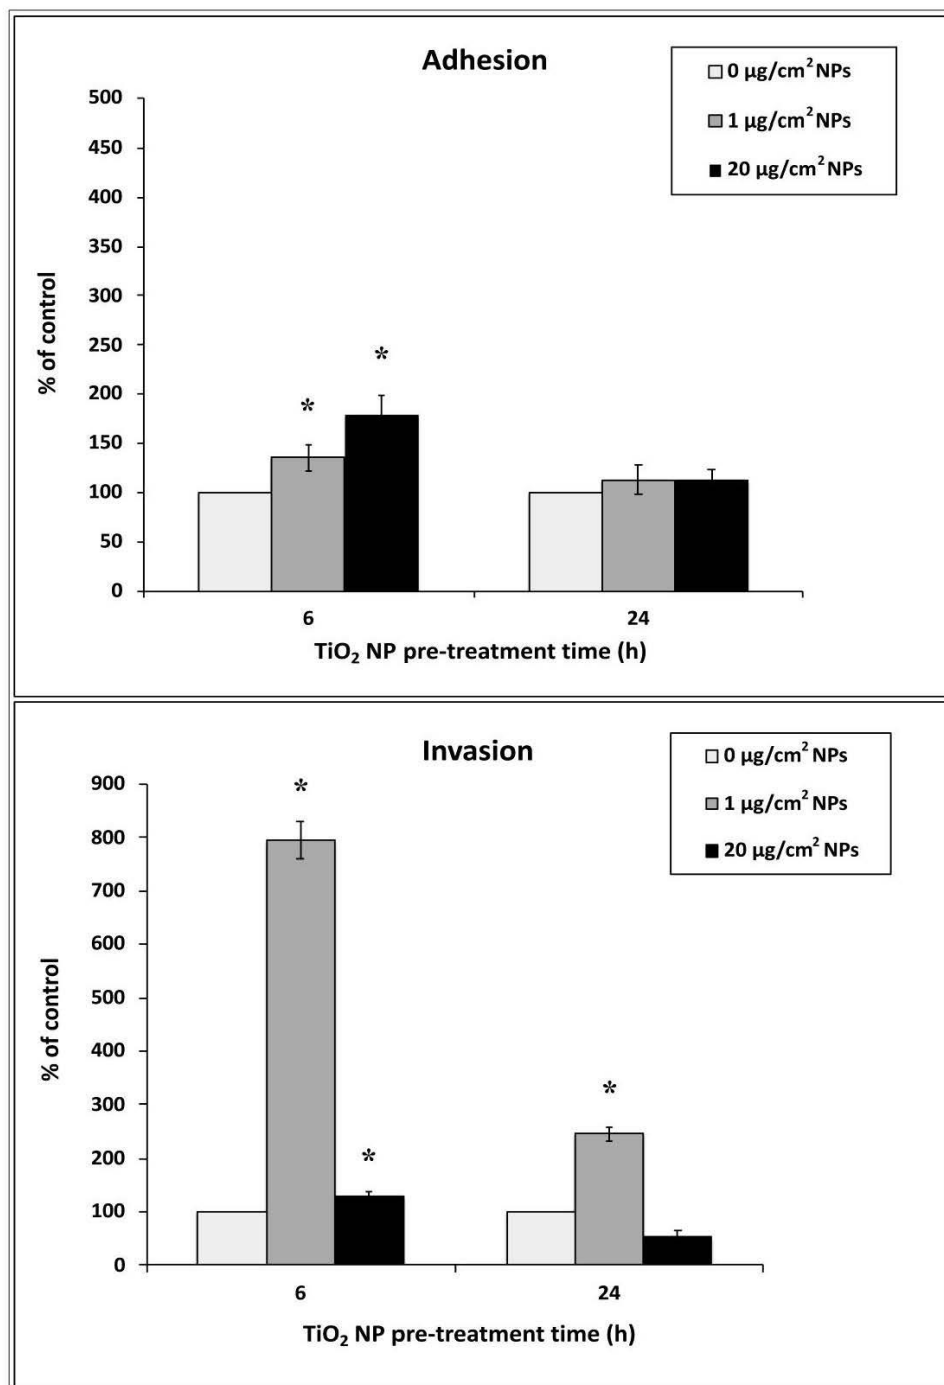 Adhesion
0 µg/cm² NPs
1 µg/cm² NPs
20 µg/cm² NPs
500
450
400
350
300
250
200
150
100
50
0
% of control
*
*
6
24
TiO₂ NP pre-treatment time (h)
Invasion
0 µg/cm² NPs
1 µg/cm² NPs
20 µg/cm² NPs
900
800
700
600
500
400
300
200
100
0
% of control
*
*
*
6
24
TiO₂ NP pre-treatment time (h)